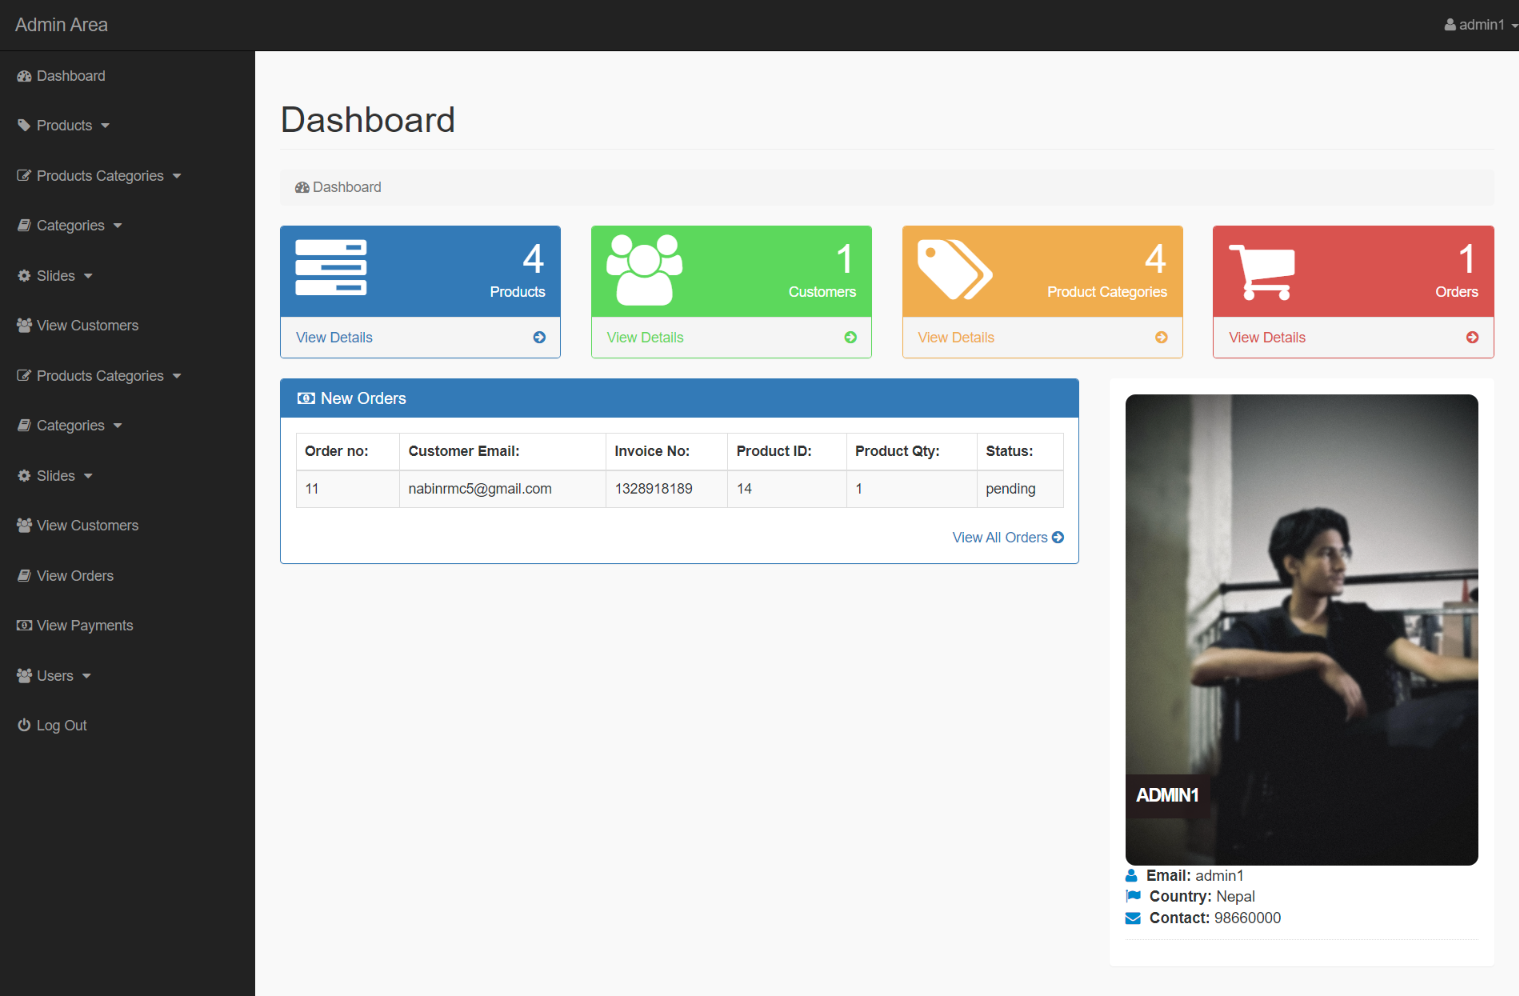 Admin Area
admin1
Dashboard
Products
Products Categories
Categories
Slides
View Customers
Products Categories
Categories
Slides
View Customers
View Orders
View Payments
Users
Log Out
Dashboard
Dashboard
4
Products
View Details
1
Customers
View Details
4
Product Categories
View Details
1
Orders
View Details
New Orders
Order no: Customer Email: Invoice No: Product ID: Product Qty: Status:
11 nabinrmc5@gmail.com 1328918189 14 1 pending
View All Orders
ADMIN1
Email: admin1
Country: Nepal
Contact: 98660000